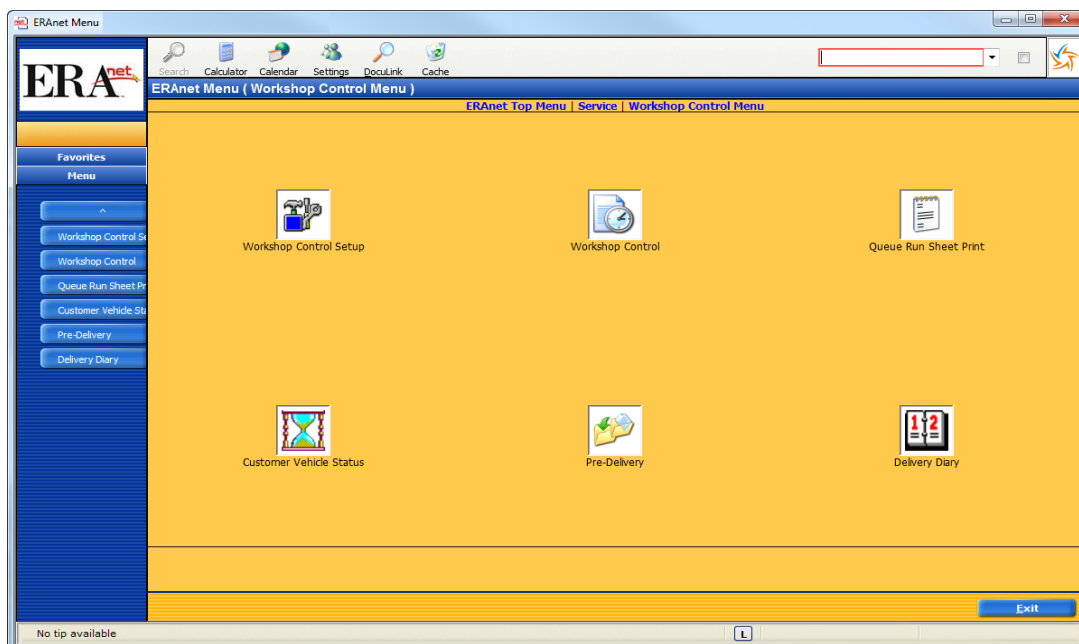 ERAnet Menu
ERAnet
Search Calculator Calendar Settings DocuLink Cache
ERAnet Menu ( Workshop Control Menu )
ERAnet Top Menu | Service | Workshop Control Menu
Favorites
Menu
^
Workshop Control Se
Workshop Control
Queue Run Sheet Pr
Customer Vehicle Sta
Pre-Delivery
Delivery Diary
Workshop Control Setup
Workshop Control
Queue Run Sheet Print
Customer Vehicle Status
Pre-Delivery
1 2
Delivery Diary
Exit
No tip available
L